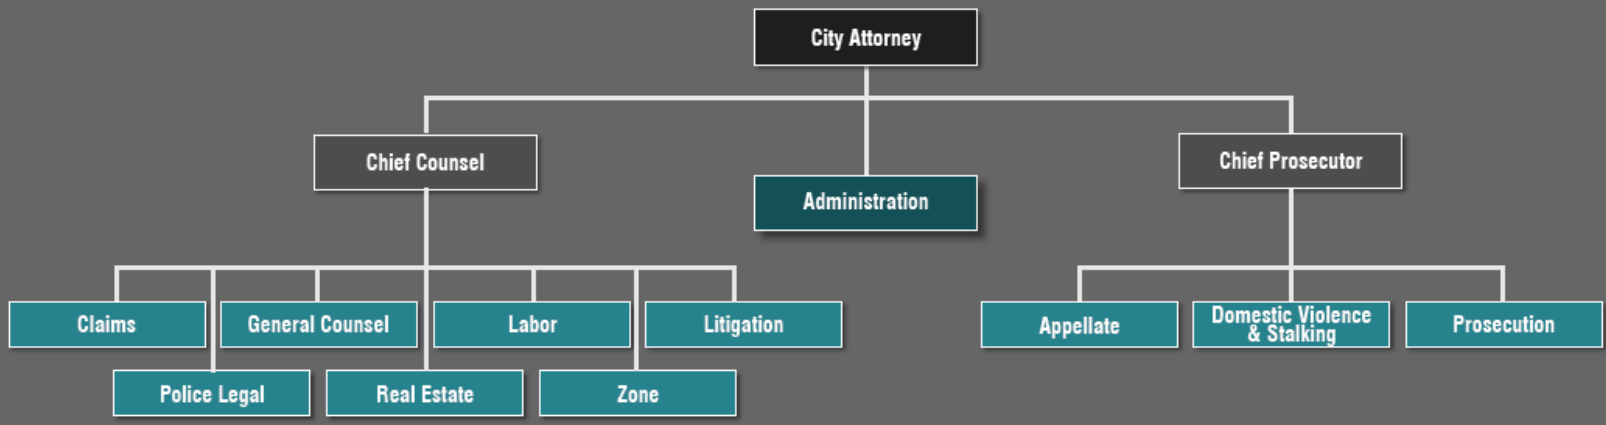 City Attorney
Chief Counsel
Chief Prosecutor
Administration
Claims
General Counsel
Labor
Litigation
Appellate
Domestic Violence
& Stalking
Prosecution
Police Legal
Real Estate
Zone